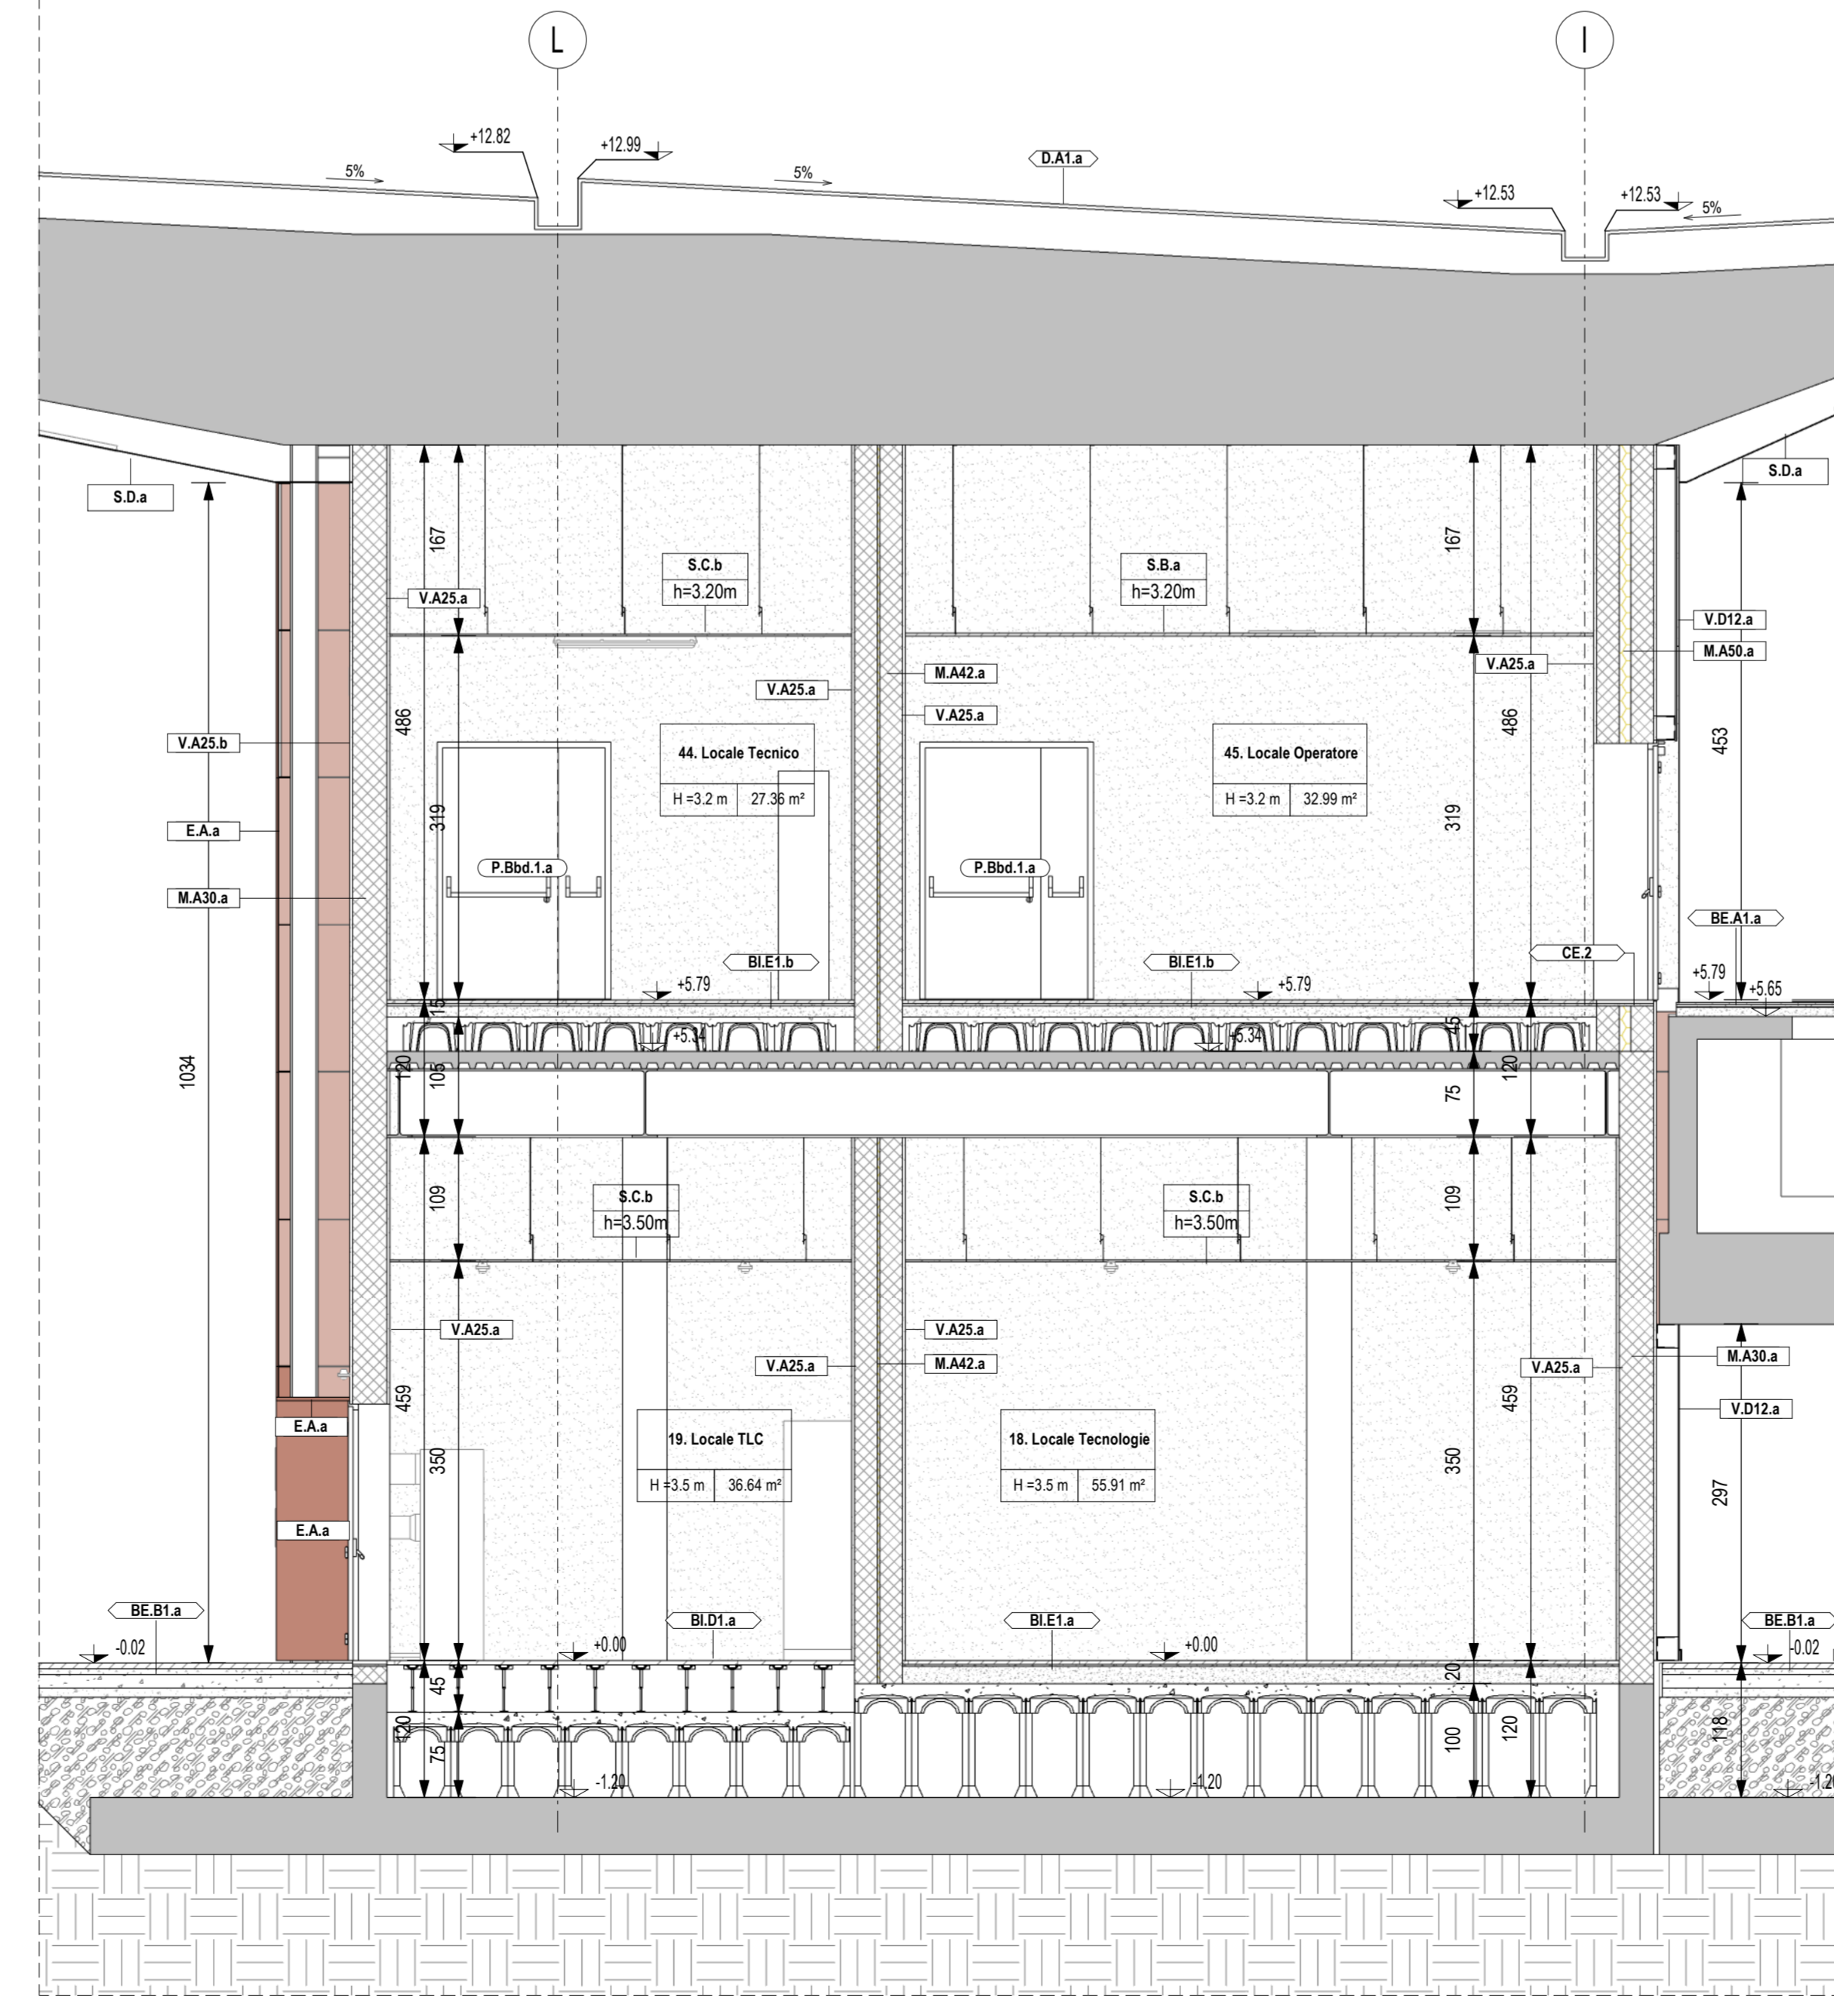 L
I
+12.82
+12.99
5%
5%
D.A1.a
+12.53
+12.53
5%
S.D.a
S.D.a
167
167
S.C.b
h=3.20m
S.B.a
h=3.20m
V.A25.a
V.D12.a
M.A50.a
V.A25.a
M.A42.a
V.A25.a
V.A25.a
486
486
453
V.A25.b
44. Locale Tecnico
H =3.2 m
27.36 m²
45. Locale Operatore
H =3.2 m
32.99 m²
319
319
E.A.a
P.Bbd.1.a
P.Bbd.1.a
M.A30.a
BE.A1.a
BI.E1.b
BI.E1.b
CE.2
+5.79
+5.79
+5.79
+5.65
15
45
+5.34
+5.34
1034
120
105
75
120
109
109
S.C.b
h=3.50m
S.C.b
h=3.50m
V.A25.a
V.A25.a
V.A25.a
M.A42.a
V.A25.a
M.A30.a
459
459
V.D12.a
E.A.a
19. Locale TLC
H =3.5 m
36.64 m²
18. Locale Tecnologie
H =3.5 m
55.91 m²
350
350
297
E.A.a
BE.B1.a
BI.D1.a
BI.E1.a
BE.B1.a
-0.02
+0.00
+0.00
-0.02
45
20
120
75
100
120
118
-1.20
-1.20